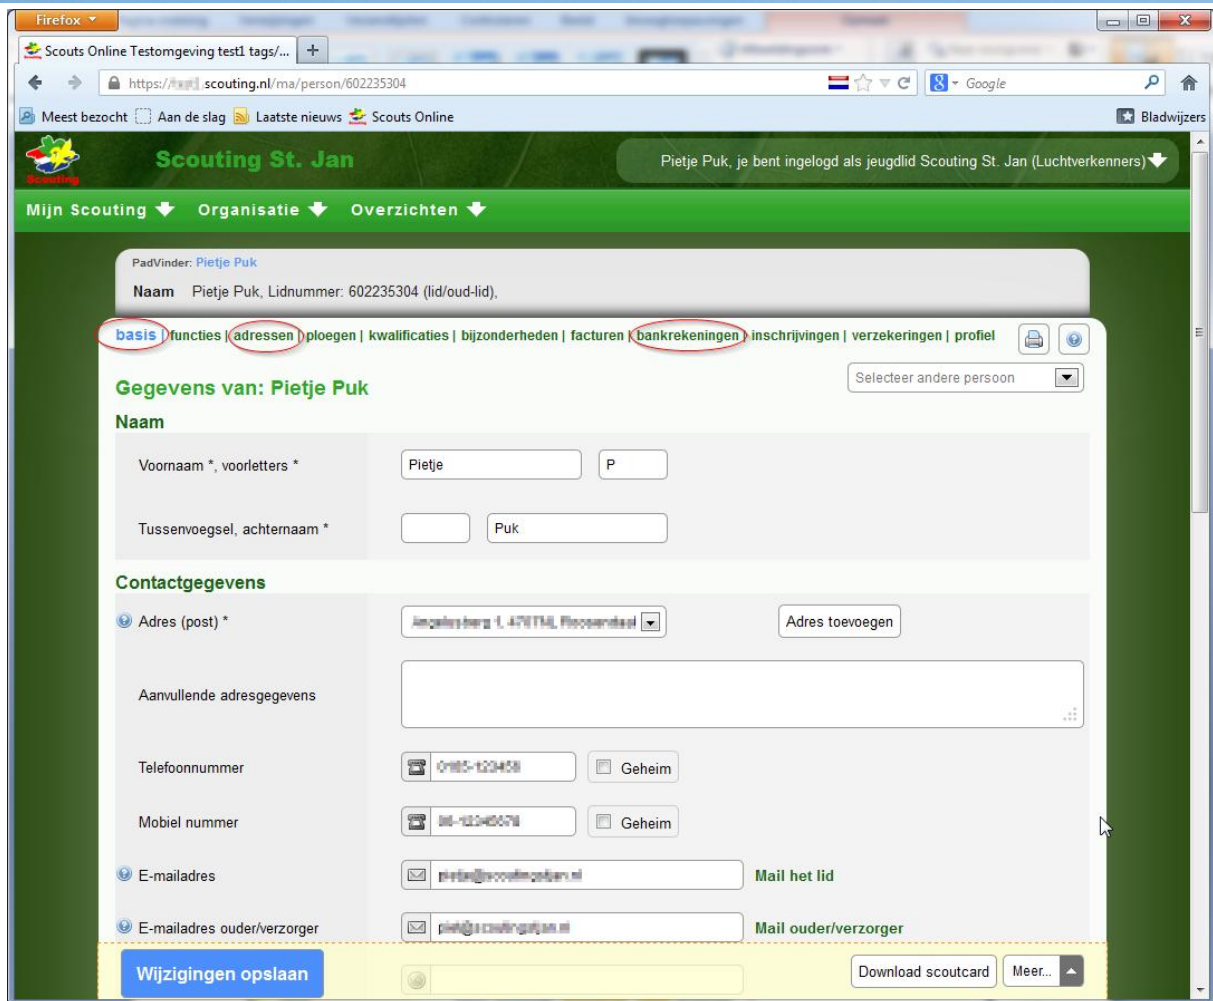 Firefox
Scouts Online Testomgeving test1 tags/... +
https:// .scouting.nl/ma/person/602235304 Google
Meest bezocht Aan de slag Laatste nieuws Scouts Online Bladwijzers
Scouting
Scouting St. Jan
Pietje Puk, je bent ingelogd als jeugdlid Scouting St. Jan (Luchtverkenners)
Mijn Scouting Organisatie Overzichten
PadVinder: Pietje Puk
Naam Pietje Puk, Lidnummer: 602235304 (lid/oud-lid),
basis | functies | adressen | ploegen | kwalificaties | bijzonderheden | facturen | bankrekeningen | inschrijvingen | verzekeringen | profiel
Selecteer andere persoon
Gegevens van: Pietje Puk
Naam
Voornaam *, voorletters * Pietje P
Tussenvoegsel, achternaam * Puk
Contactgegevens
Adres (post) * Adres toevoegen
Aanvullende adresgegevens
Telefoonnummer Geheim
Mobiel nummer Geheim
E-mailadres Mail het lid
E-mailadres ouder/verzorger Mail ouder/verzorger
Wijzigingen opslaan Download scoutcard Meer...